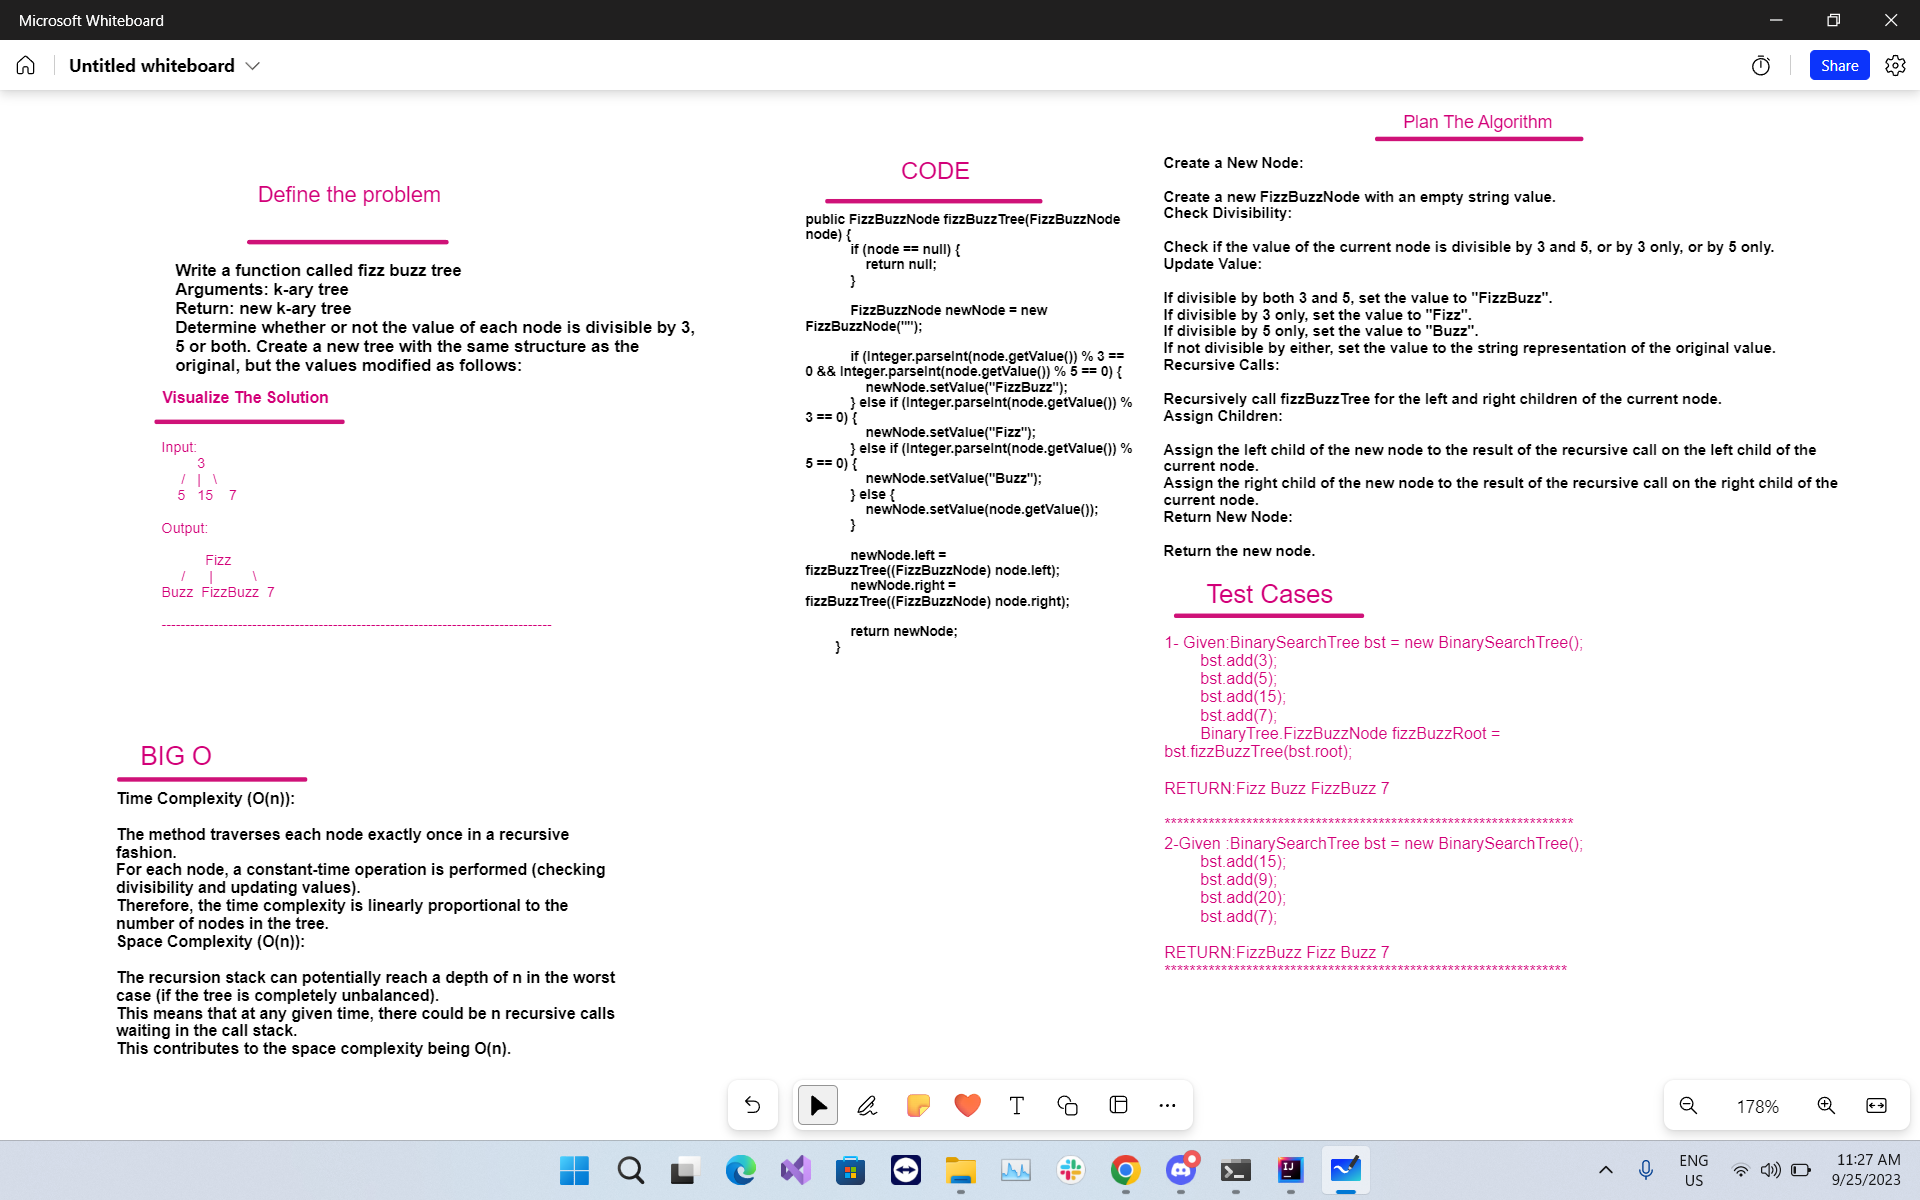 Microsoft Whiteboard
Untitled whiteboard
Share
Define the problem
Write a function called fizz buzz tree
Arguments: k-ary tree
Return: new k-ary tree
Determine whether or not the value of each node is divisible by 3,
5 or both. Create a new tree with the same structure as the
original, but the values modified as follows:
Visualize The Solution
Input:
3
/ | \
5 15 7
Output:
Fizz
/ | \
Buzz FizzBuzz 7
----------------------------------------------------------------------------------
BIG O
Time Complexity (O(n)):
The method traverses each node exactly once in a recursive
fashion.
For each node, a constant-time operation is performed (checking
divisibility and updating values).
Therefore, the time complexity is linearly proportional to the
number of nodes in the tree.
Space Complexity (O(n)):
The recursion stack can potentially reach a depth of n in the worst
case (if the tree is completely unbalanced).
This means that at any given time, there could be n recursive calls
waiting in the call stack.
This contributes to the space complexity being O(n).
CODE
public FizzBuzzNode fizzBuzzTree(FizzBuzzNode
node) {
if (node == null) {
return null;
}
FizzBuzzNode newNode = new
FizzBuzzNode("");
if (Integer.parseInt(node.getValue()) % 3 ==
0 && Integer.parseInt(node.getValue()) % 5 == 0) {
newNode.setValue("FizzBuzz");
} else if (Integer.parseInt(node.getValue()) %
3 == 0) {
newNode.setValue("Fizz");
} else if (Integer.parseInt(node.getValue()) %
5 == 0) {
newNode.setValue("Buzz");
} else {
newNode.setValue(node.getValue());
}
newNode.left =
fizzBuzzTree((FizzBuzzNode) node.left);
newNode.right =
fizzBuzzTree((FizzBuzzNode) node.right);
return newNode;
}
Plan The Algorithm
Create a New Node:
Create a new FizzBuzzNode with an empty string value.
Check Divisibility:
Check if the value of the current node is divisible by 3 and 5, or by 3 only, or by 5 only.
Update Value:
If divisible by both 3 and 5, set the value to "FizzBuzz".
If divisible by 3 only, set the value to "Fizz".
If divisible by 5 only, set the value to "Buzz".
If not divisible by either, set the value to the string representation of the original value.
Recursive Calls:
Recursively call fizzBuzzTree for the left and right children of the current node.
Assign Children:
Assign the left child of the new node to the result of the recursive call on the left child of the
current node.
Assign the right child of the new node to the result of the recursive call on the right child of the
current node.
Return New Node:
Return the new node.
Test Cases
1- Given:BinarySearchTree bst = new BinarySearchTree();
bst.add(3);
bst.add(5);
bst.add(15);
bst.add(7);
BinaryTree.FizzBuzzNode fizzBuzzRoot =
bst.fizzBuzzTree(bst.root);
RETURN:Fizz Buzz FizzBuzz 7
*****************************************************************
2-Given :BinarySearchTree bst = new BinarySearchTree();
bst.add(15);
bst.add(9);
bst.add(20);
bst.add(7);
RETURN:FizzBuzz Fizz Buzz 7
****************************************************************
178%
ENG
US
11:27 AM
9/25/2023